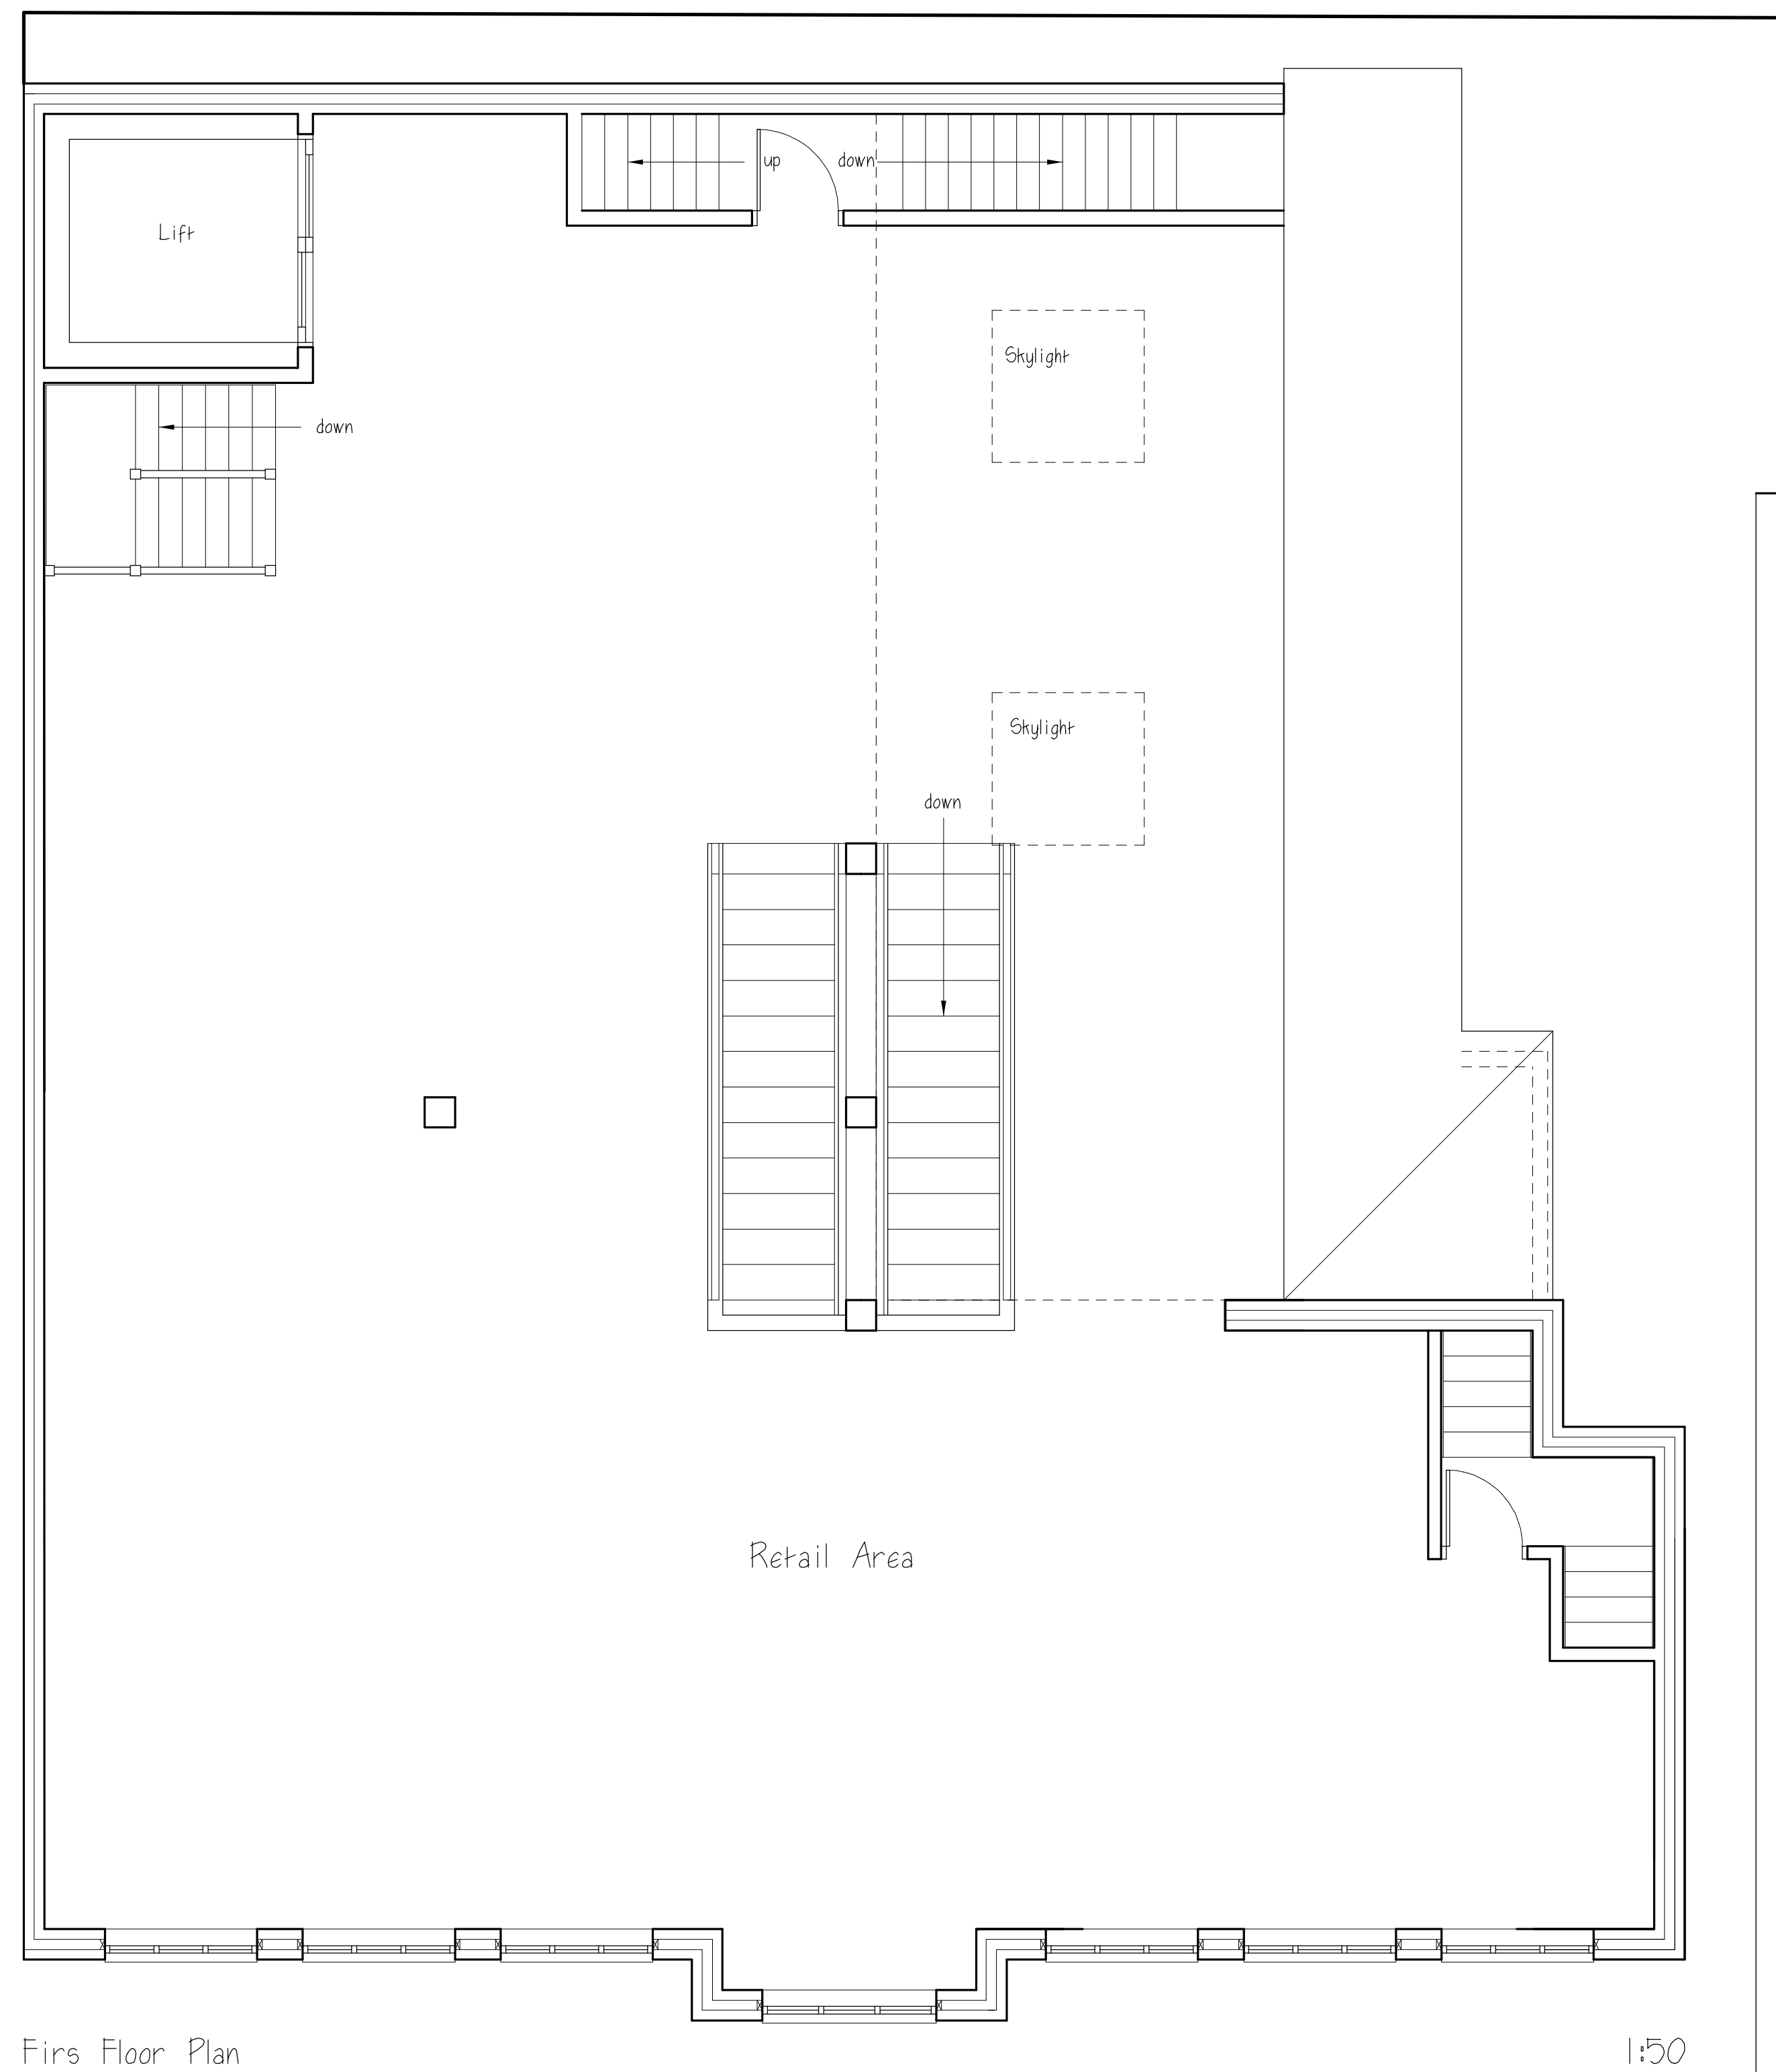 up down
Lift
Skylight
down
Skylight
down
Retail Area
Firs Floor Plan
1:50